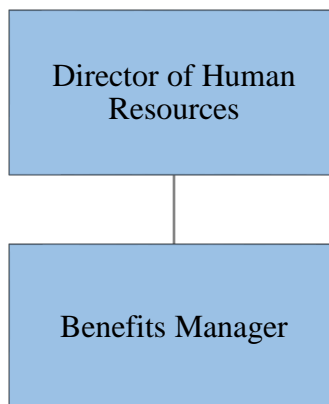 Director of Human
Resources
Benefits Manager